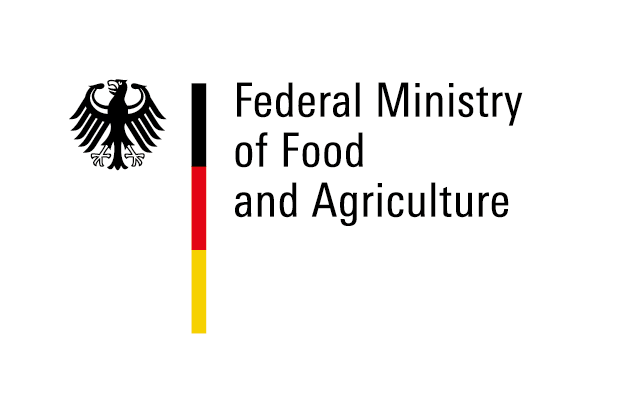 Federal Ministry
of Food
and Agriculture